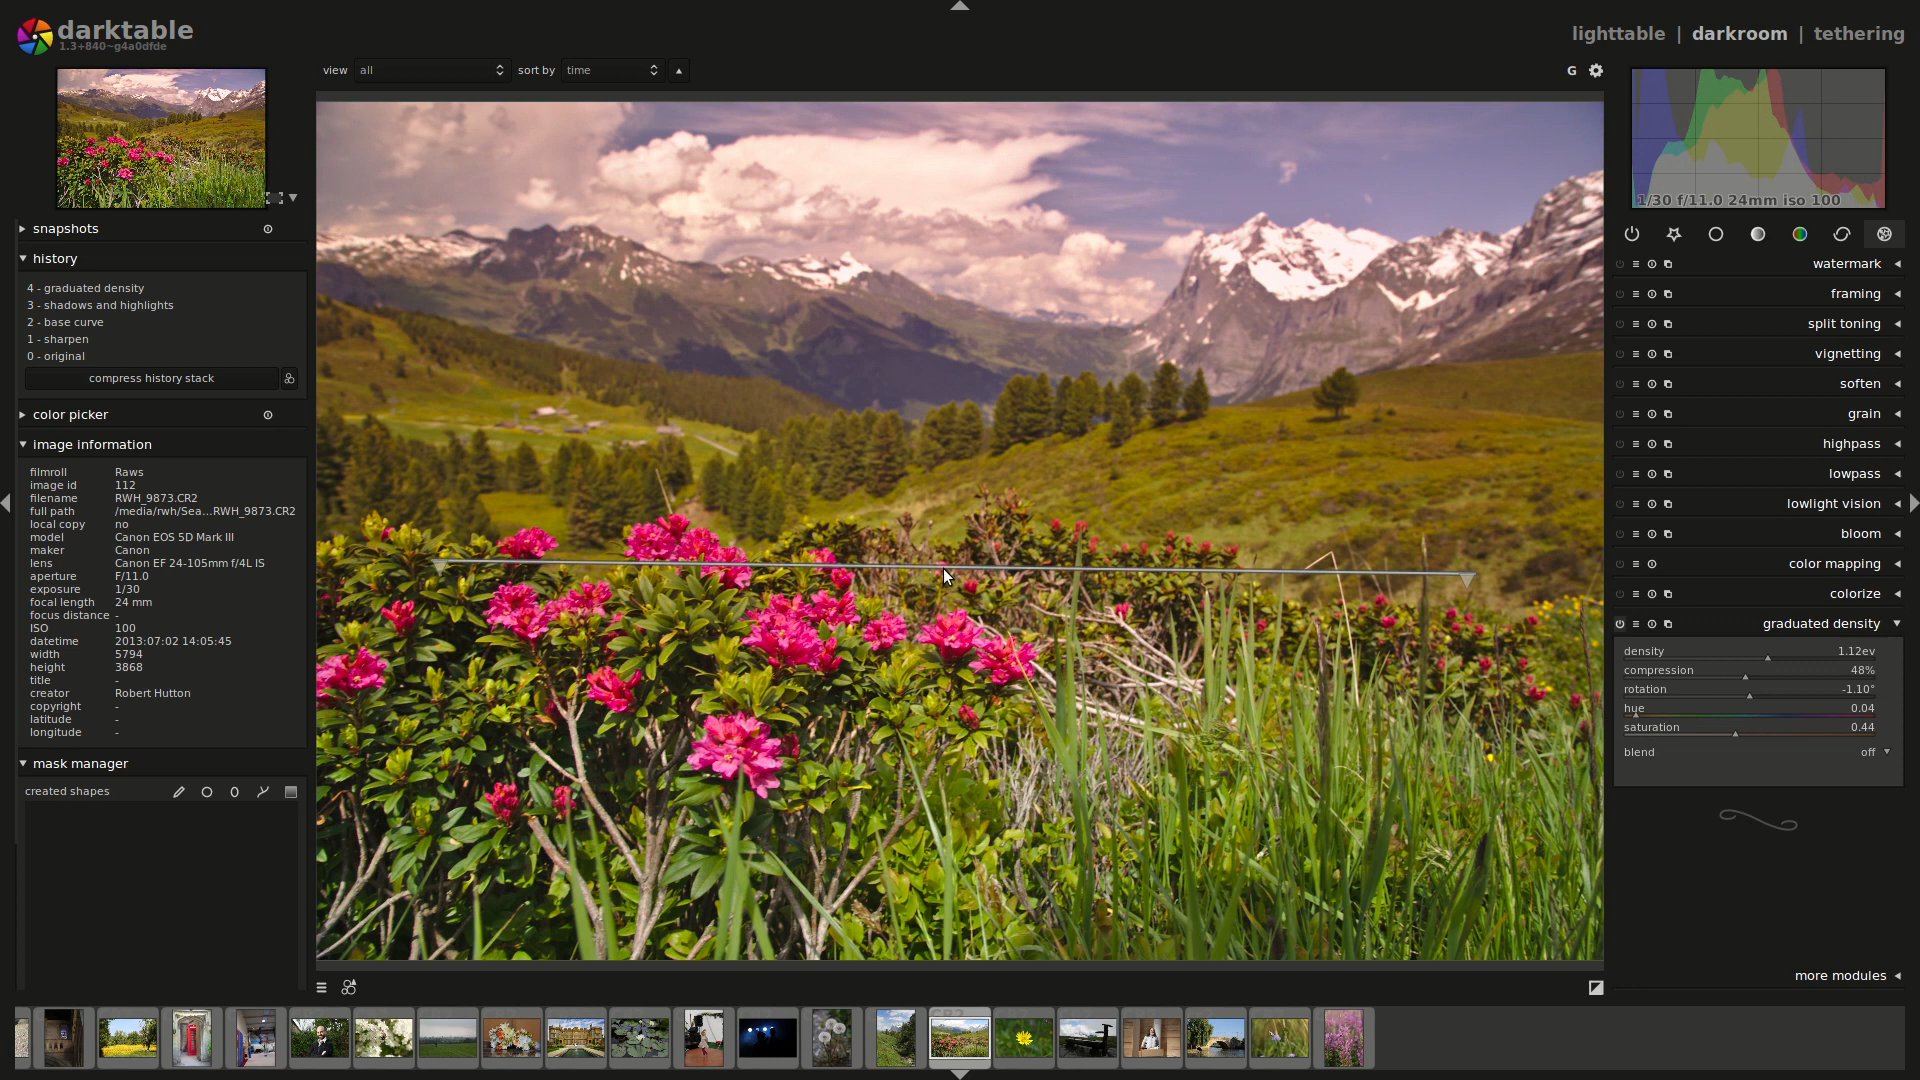 darktable
1.3+840~g4a0dfde
lighttable | darkroom | tethering
view all sort by time
G
1/30 f/11.0 24mm iso 100
snapshots
history
4 - graduated density
3 - shadows and highlights
2 - base curve
1 - sharpen
0 - original
compress history stack
color picker
image information
filmroll Raws
image id 112
filename RWH_9873.CR2
full path /media/rwh/Sea...RWH_9873.CR2
local copy no
model Canon EOS 5D Mark III
maker Canon
lens Canon EF 24-105mm f/4L IS
aperture F/11.0
exposure 1/30
focal length 24 mm
focus distance -
ISO 100
datetime 2013:07:02 14:05:45
width 5794
height 3868
title -
creator Robert Hutton
copyright -
latitude -
longitude -
mask manager
created shapes
watermark
framing
split toning
vignetting
soften
grain
highpass
lowpass
lowlight vision
bloom
color mapping
colorize
graduated density
density 1.12ev
compression 48%
rotation -1.10°
hue 0.04
saturation 0.44
blend off
more modules